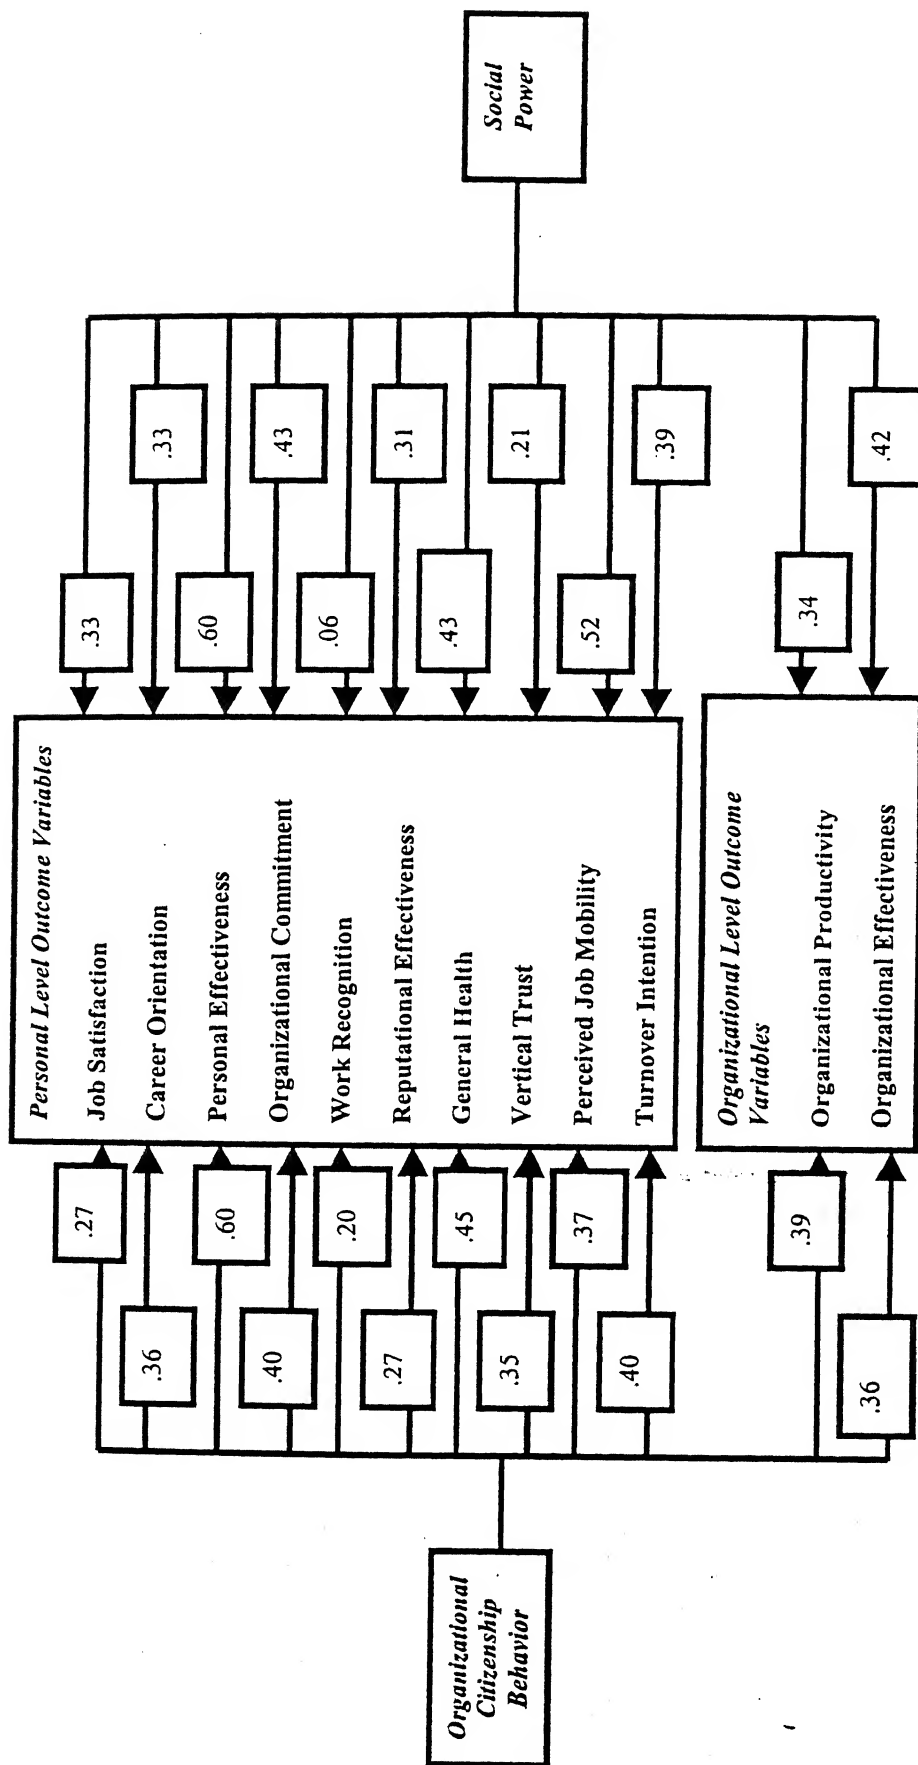 Organizational
Citizenship
Behavior
.27
.36
.60
.40
.20
.27
.45
.35
.37
.40
.39
.36
Personal Level Outcome Variables
Job Satisfaction
Career Orientation
Personal Effectiveness
Organizational Commitment
Work Recognition
Reputational Effectiveness
General Health
Vertical Trust
Perceived Job Mobility
Turnover Intention
Organizational Level Outcome
Variables
Organizational Productivity
Organizational Effectiveness
.33
.33
.60
.43
.06
.31
.43
.21
.52
.39
.34
.42
Social
Power